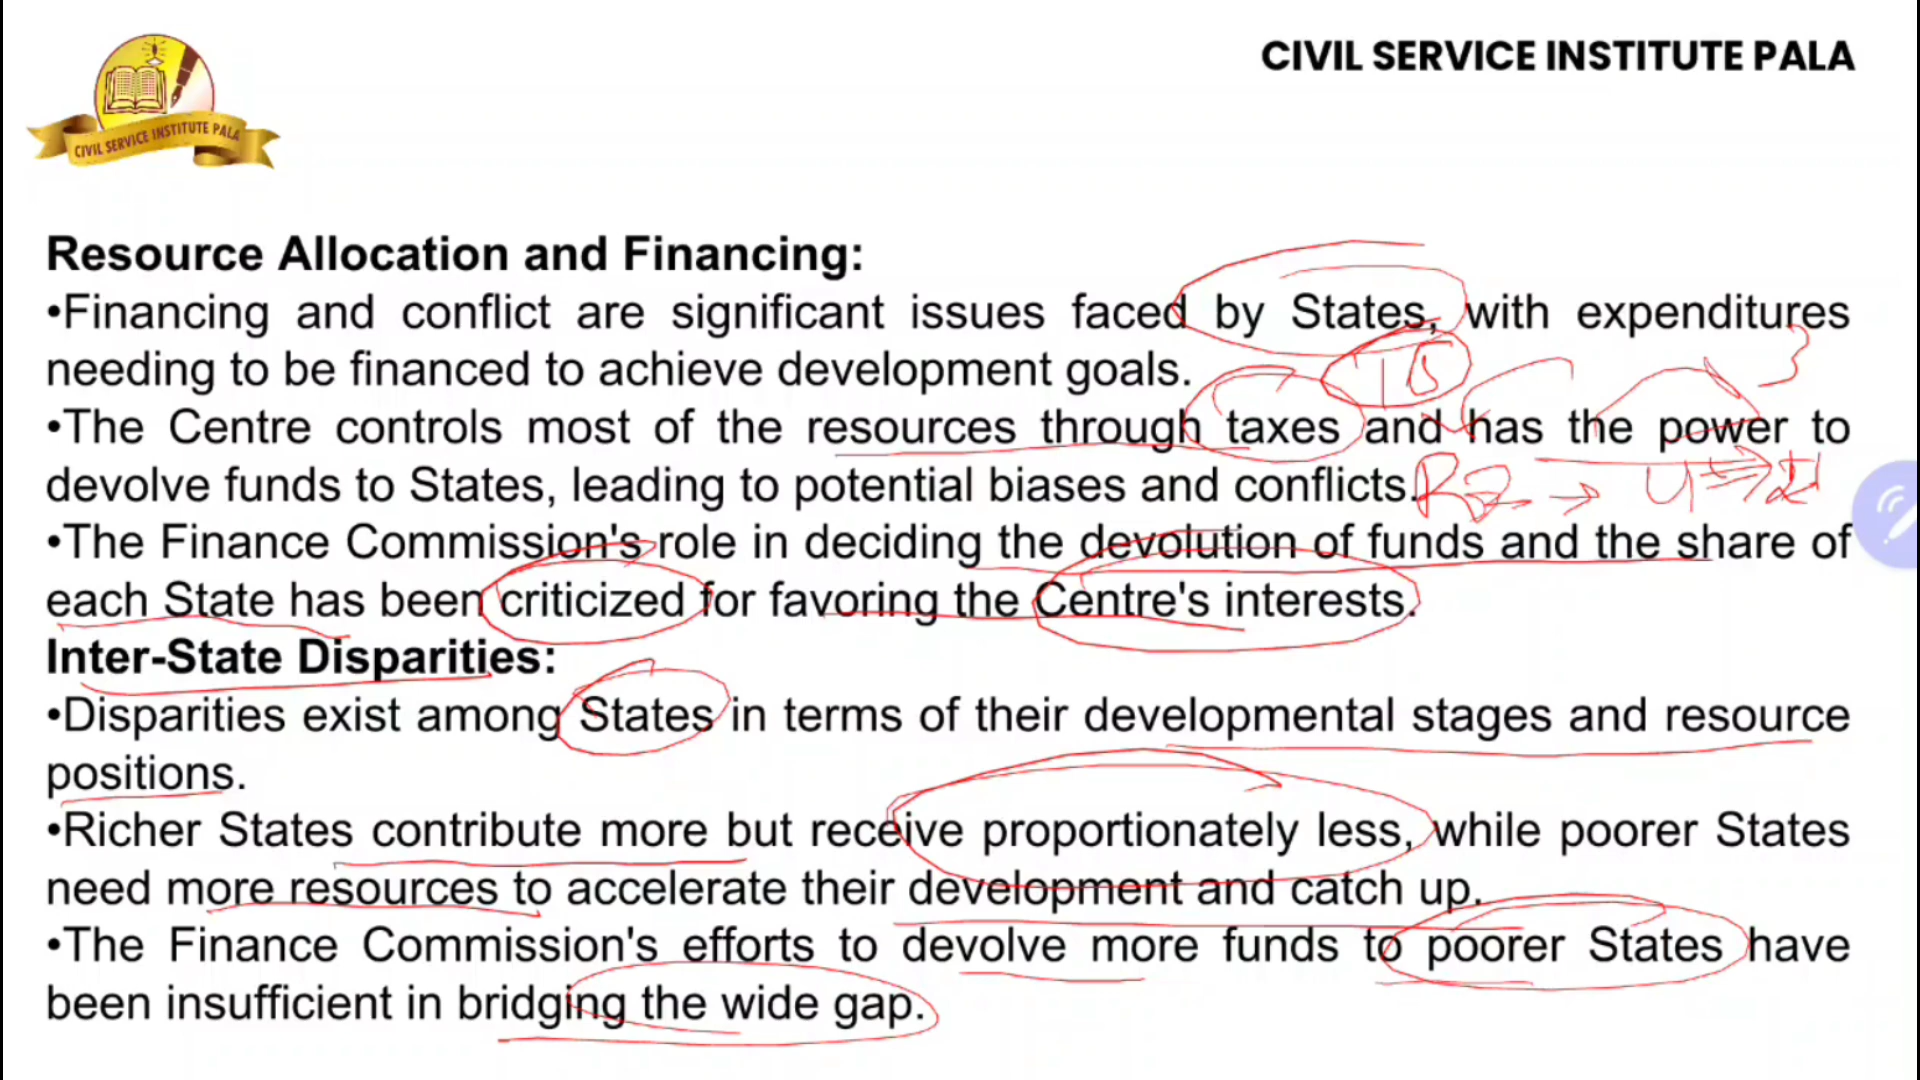 CIVIL SERVICE INSTITUTE PALA
CIVIL SERVICE INSTITUTE PALA
Resource Allocation and Financing:
•Financing and conflict are significant issues faced by States, with expenditures
needing to be financed to achieve development goals.
•The Centre controls most of the resources through taxes and has the power to
devolve funds to States, leading to potential biases and conflicts.
•The Finance Commission's role in deciding the devolution of funds and the share of
each State has been criticized for favoring the Centre's interests.
Inter-State Disparities:
•Disparities exist among States in terms of their developmental stages and resource
positions.
•Richer States contribute more but receive proportionately less, while poorer States
need more resources to accelerate their development and catch up.
•The Finance Commission's efforts to devolve more funds to poorer States have
been insufficient in bridging the wide gap.